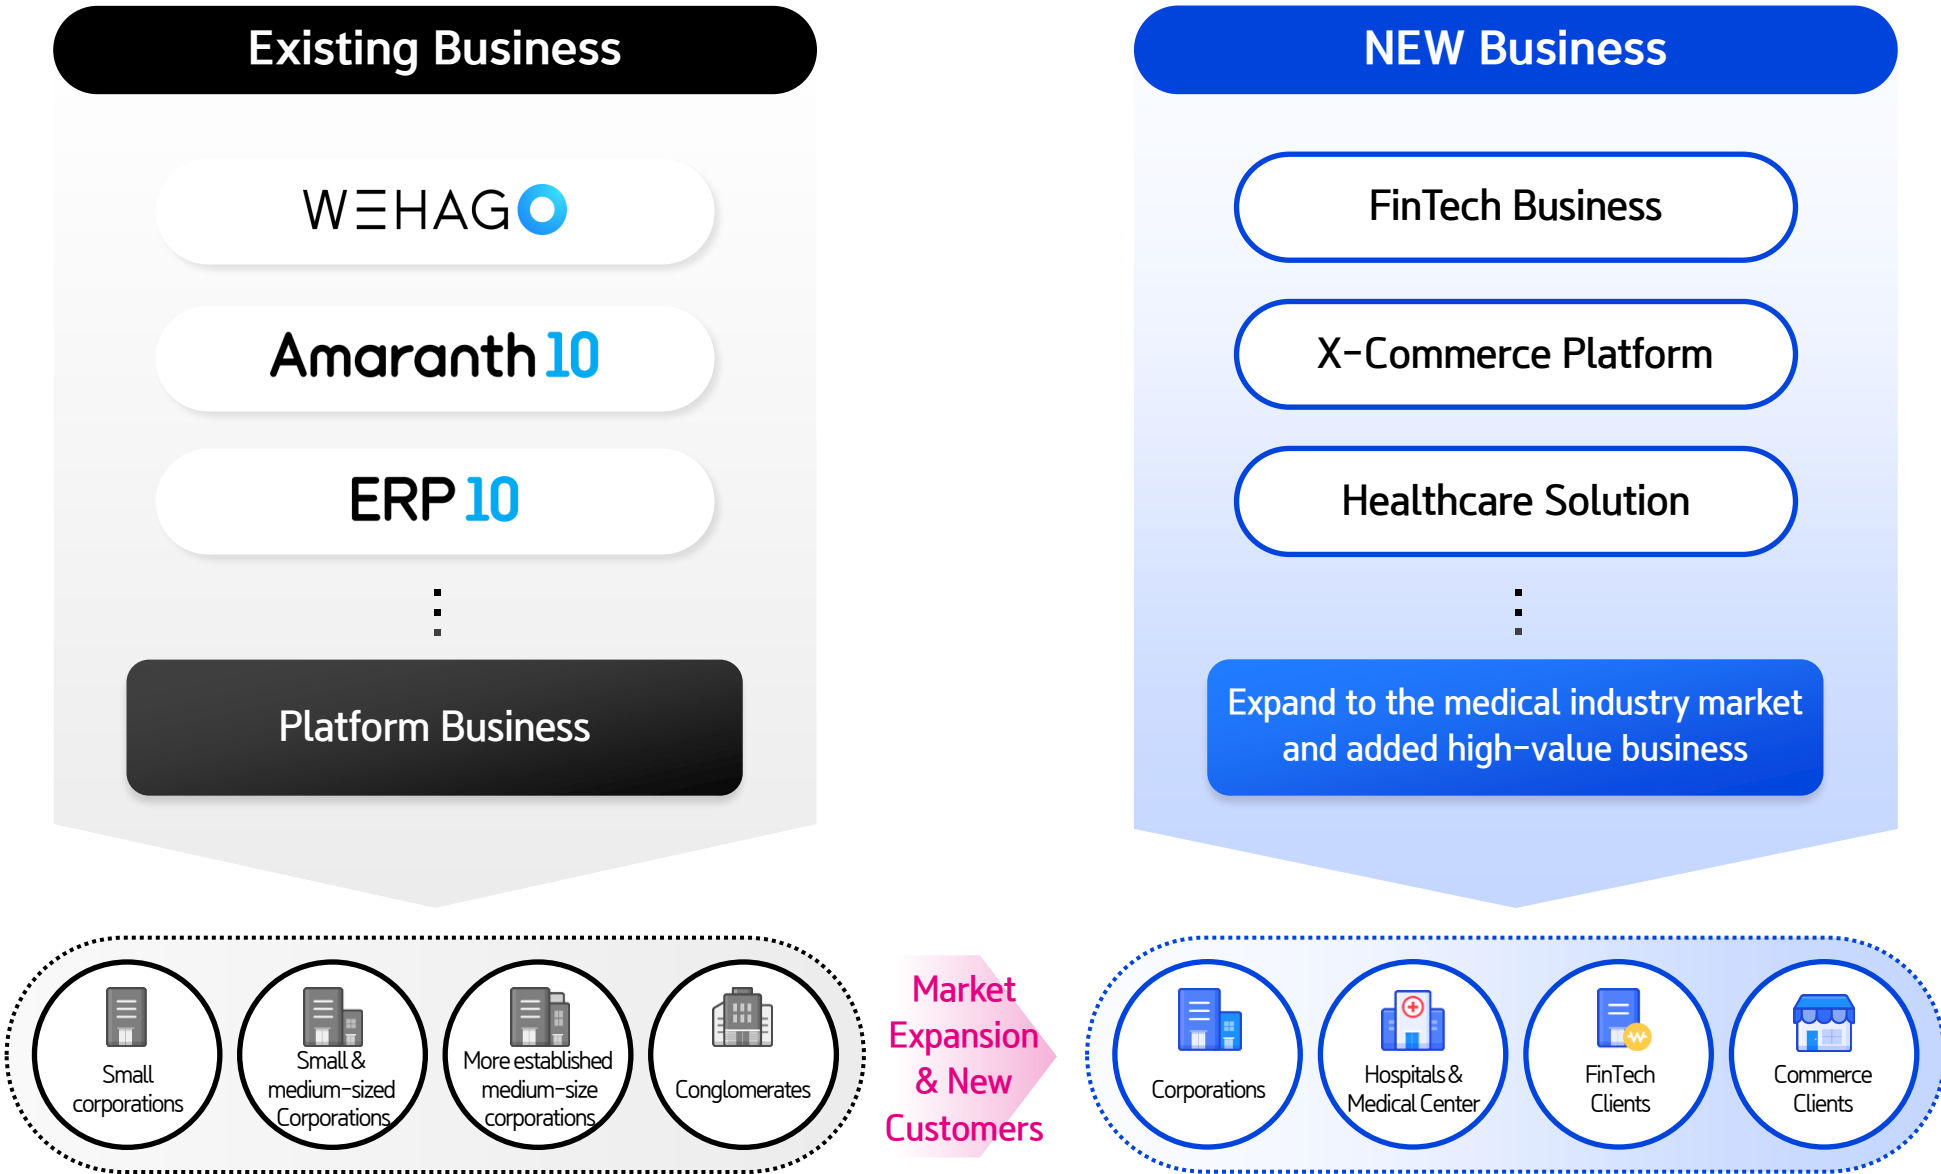 Existing Business
WEHAGO
Amaranth 10
ERP 10
Platform Business
Small
corporations
Small &
medium-sized
Corporations
More established
medium-size
corporations
Conglomerates
Market
Expansion
& New
Customers
NEW Business
FinTech Business
X-Commerce Platform
Healthcare Solution
Expand to the medical industry market
and added high-value business
Corporations
Hospitals &
Medical Center
FinTech
Clients
Commerce
Clients